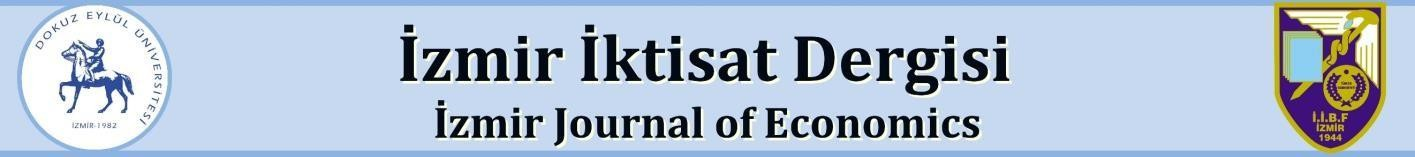 DOKUZ EYLÜL ÜNİVERSİTESİ
İZMİR-1982
İzmir İktisat Dergisi
İzmir Journal of Economics
İ.İ.B.F
İZMİR
1944